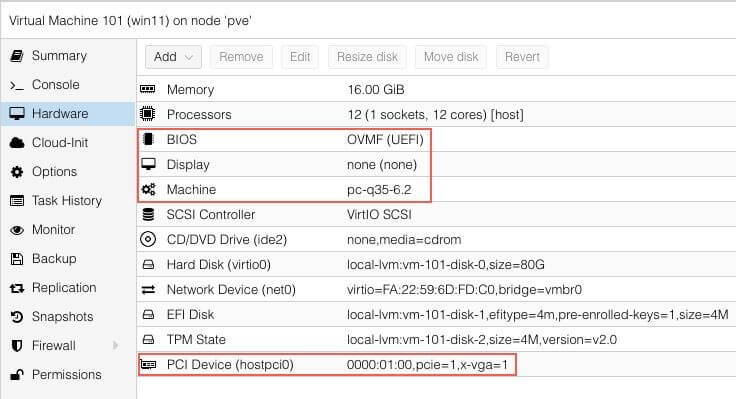 Virtual Machine 101 (win11) on node 'pve'
Summary
Console
Hardware
Cloud-Init
Options
Task History
Monitor
Backup
Replication
Snapshots
Firewall
Permissions
Add Remove Edit Resize disk Move disk Revert
Memory 16.00 GiB
Processors 12 (1 sockets, 12 cores) [host]
BIOS OVMF (UEFI)
Display none (none)
Machine pc-q35-6.2
SCSI Controller VirtIO SCSI
CD/DVD Drive (ide2) none,media=cdrom
Hard Disk (virtio0) local-lvm:vm-101-disk-0,size=80G
Network Device (net0) virtio=FA:22:59:6D:FD:C0,bridge=vmbr0
EFI Disk local-lvm:vm-101-disk-1,efitype=4m,pre-enrolled-keys=1,size=4M
TPM State local-lvm:vm-101-disk-2,size=4M,version=v2.0
PCI Device (hostpci0) 0000:01:00,pcie=1,x-vga=1